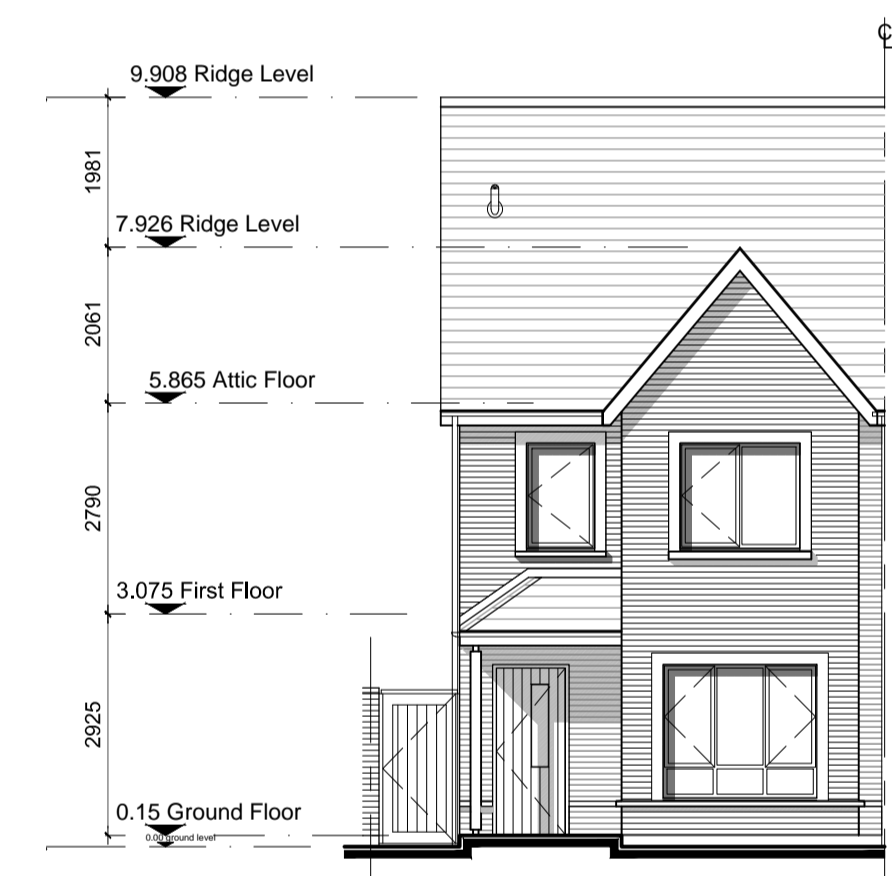 ℄
9.908 Ridge Level
1981
7.926 Ridge Level
2061
5.865 Attic Floor
2790
3.075 First Floor
2925
0.15 Ground Floor
0.00 ground level